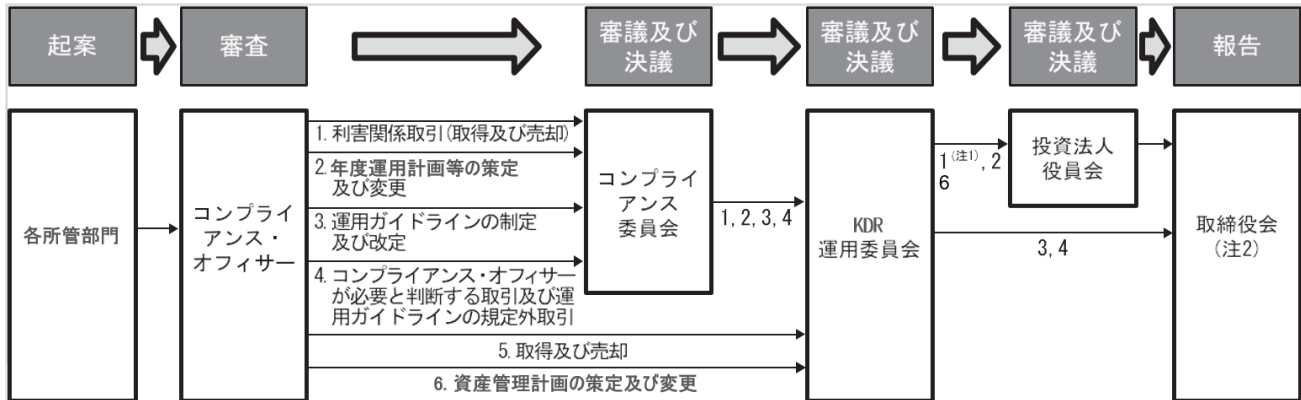 起案
審査
審議及び
決議
審議及び
決議
審議及び
決議
報告
各所管部門
コンプライ
アンス・
オフィサー
1. 利害関係取引(取得及び売却)
2. 年度運用計画等の策定
及び変更
3. 運用ガイドラインの制定
及び改定
4. コンプライアンス・オフィサー
が必要と判断する取引及び運
用ガイドラインの規定外取引
5. 取得及び売却
6. 資産管理計画の策定及び変更
コンプライ
アンス
委員会
1, 2, 3, 4
KDR
運用委員会
1(注1), 2
6
投資法人
役員会
3, 4
取締役会
(注2)